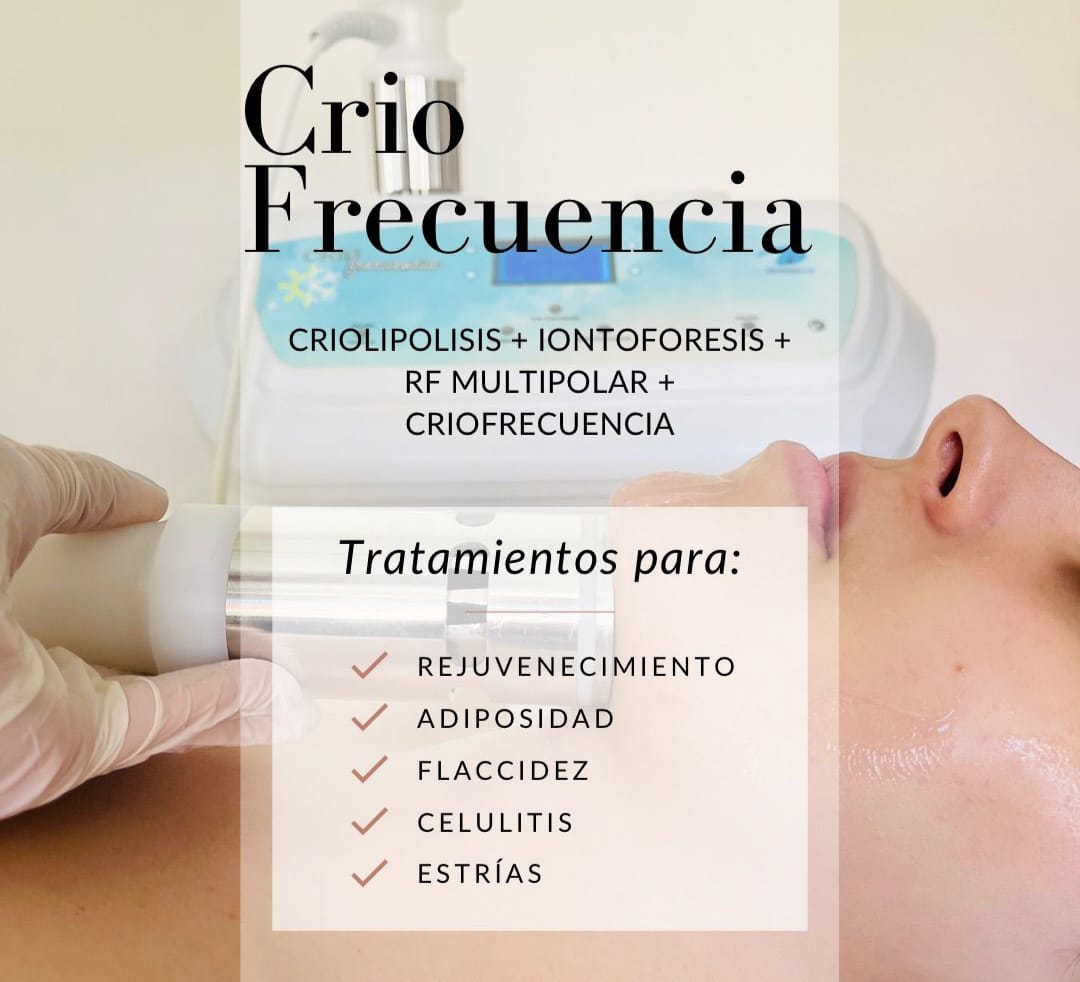 Crio
Frecuencia
CRIOLIPOLISIS + IONTOFORESIS +
RF MULTIPOLAR +
CRIOFRECUENCIA
Tratamientos para:
REJUVENECIMIENTO
ADIPOSIDAD
FLACCIDEZ
CELULITIS
ESTRÍAS